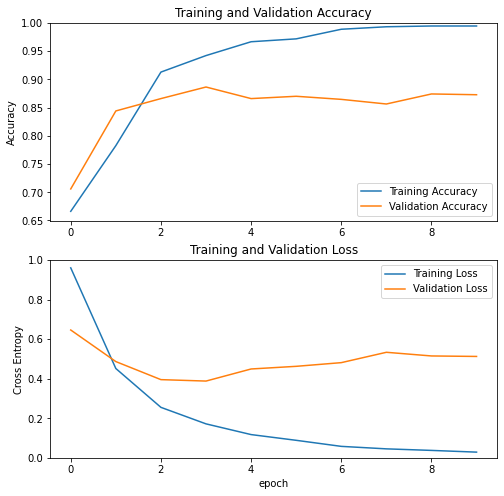 Training and Validation Accuracy
Accuracy
1.00
0.95
0.90
0.85
0.80
0.75
0.70
0.65
Training Accuracy
Validation Accuracy
0 2 4 6 8
Training and Validation Loss
Cross Entropy
1.0
0.8
0.6
0.4
0.2
0.0
Training Loss
Validation Loss
0 2 4 6 8
epoch